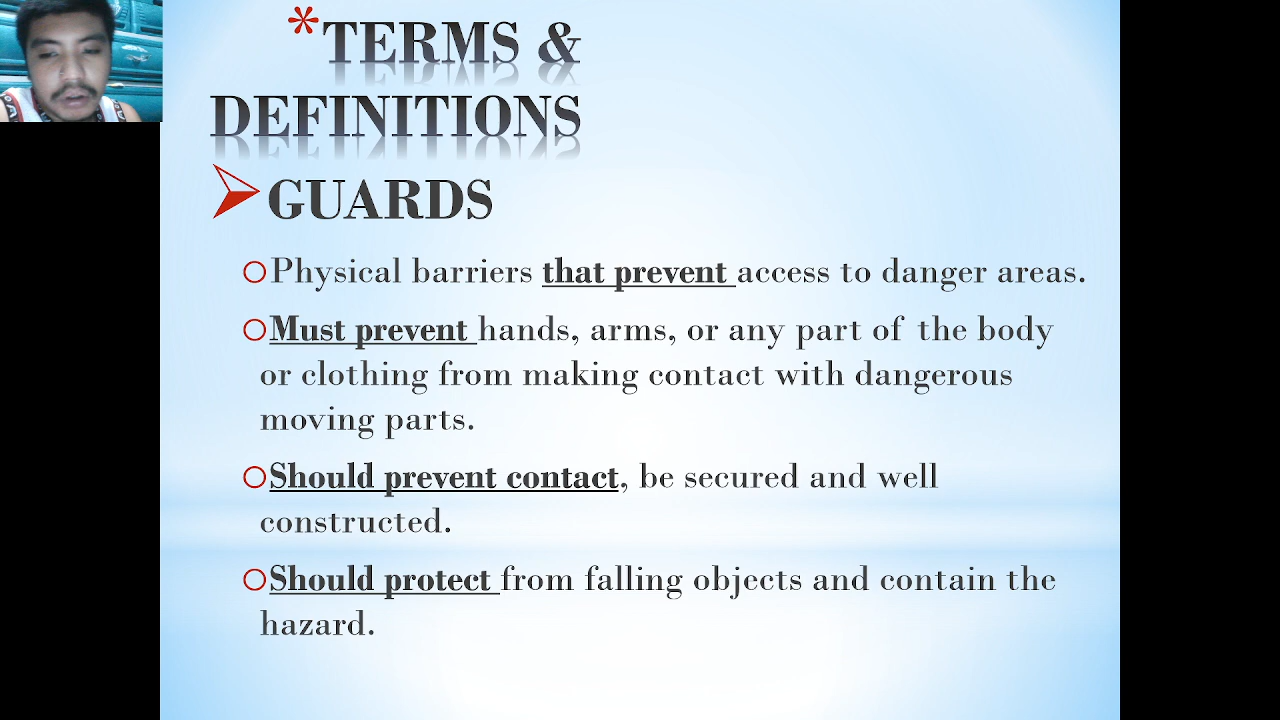 *TERMS &
DEFINITIONS
GUARDS
Physical barriers that prevent access to danger areas.
Must prevent hands, arms, or any part of the body
or clothing from making contact with dangerous
moving parts.
Should prevent contact, be secured and well
constructed.
Should protect from falling objects and contain the
hazard.